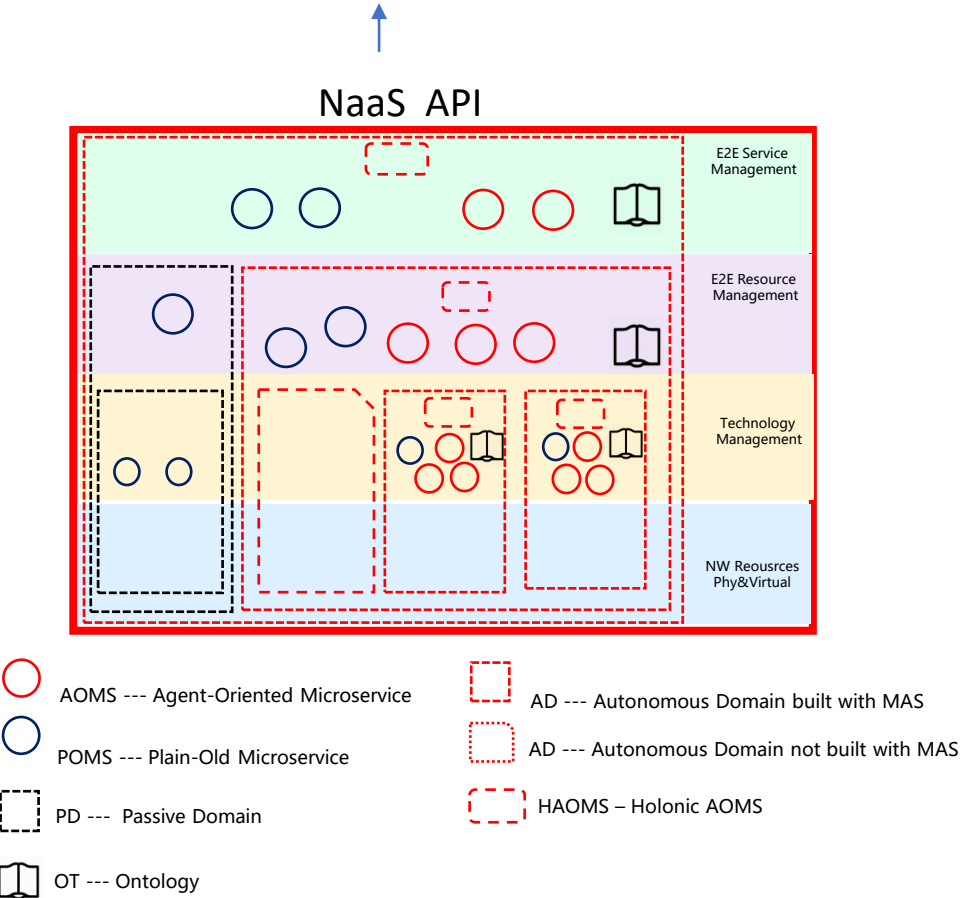 NaaS API
E2E Service
Management
E2E Resource
Management
Technology
Management
NW Reousrces
Phy&Virtual
AOMS --- Agent-Oriented Microservice
POMS --- Plain-Old Microservice
PD --- Passive Domain
OT --- Ontology
AD --- Autonomous Domain built with MAS
AD --- Autonomous Domain not built with MAS
HAOMS – Holonic AOMS